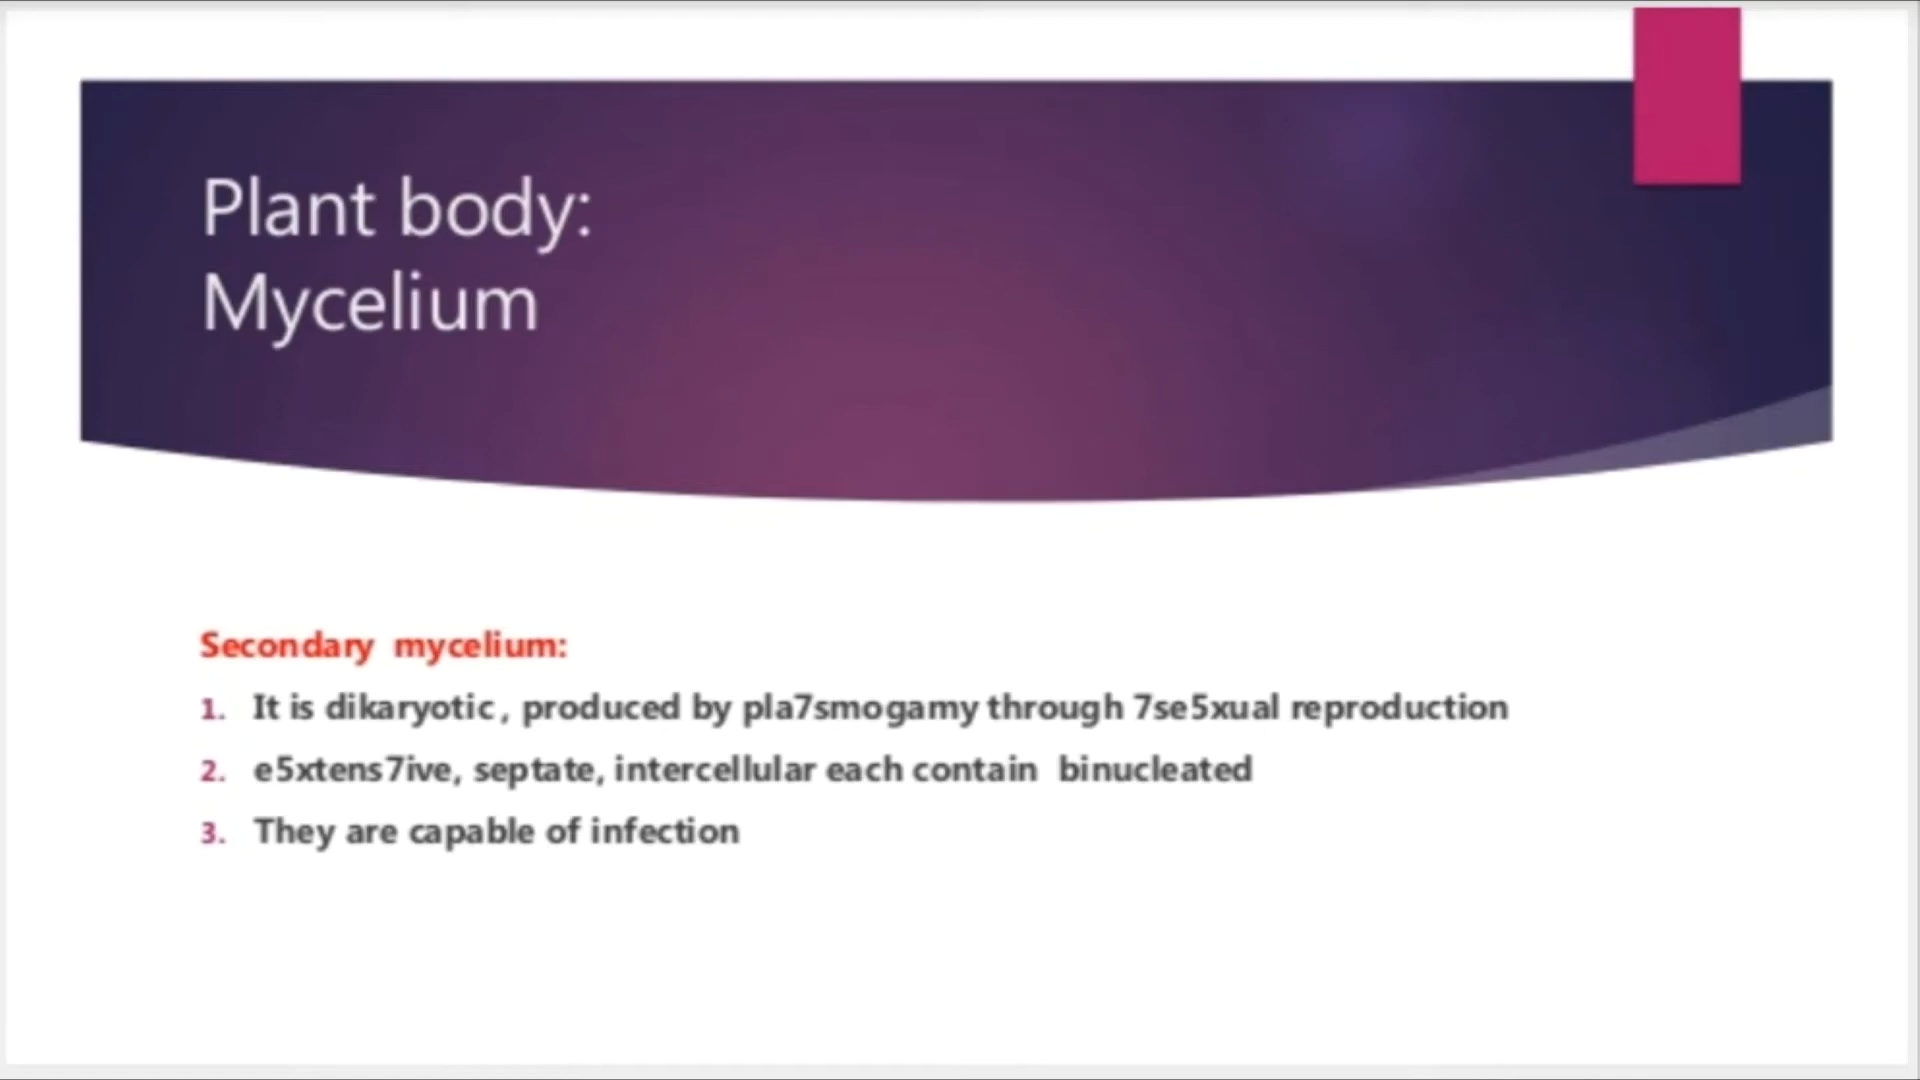 Plant body:
Mycelium
Secondary mycelium:
1. It is dikaryotic, produced by pla7smogamy through 7se5xual reproduction
2. e5xtens7ive, septate, intercellular each contain binucleated
3. They are capable of infection